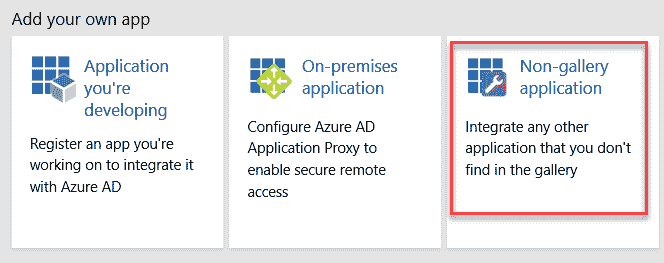 Add your own app
Application
you're
developing
Register an app you're
working on to integrate it
with Azure AD
On-premises
application
Configure Azure AD
Application Proxy to
enable secure remote
access
Non-gallery
application
Integrate any other
application that you don't
find in the gallery